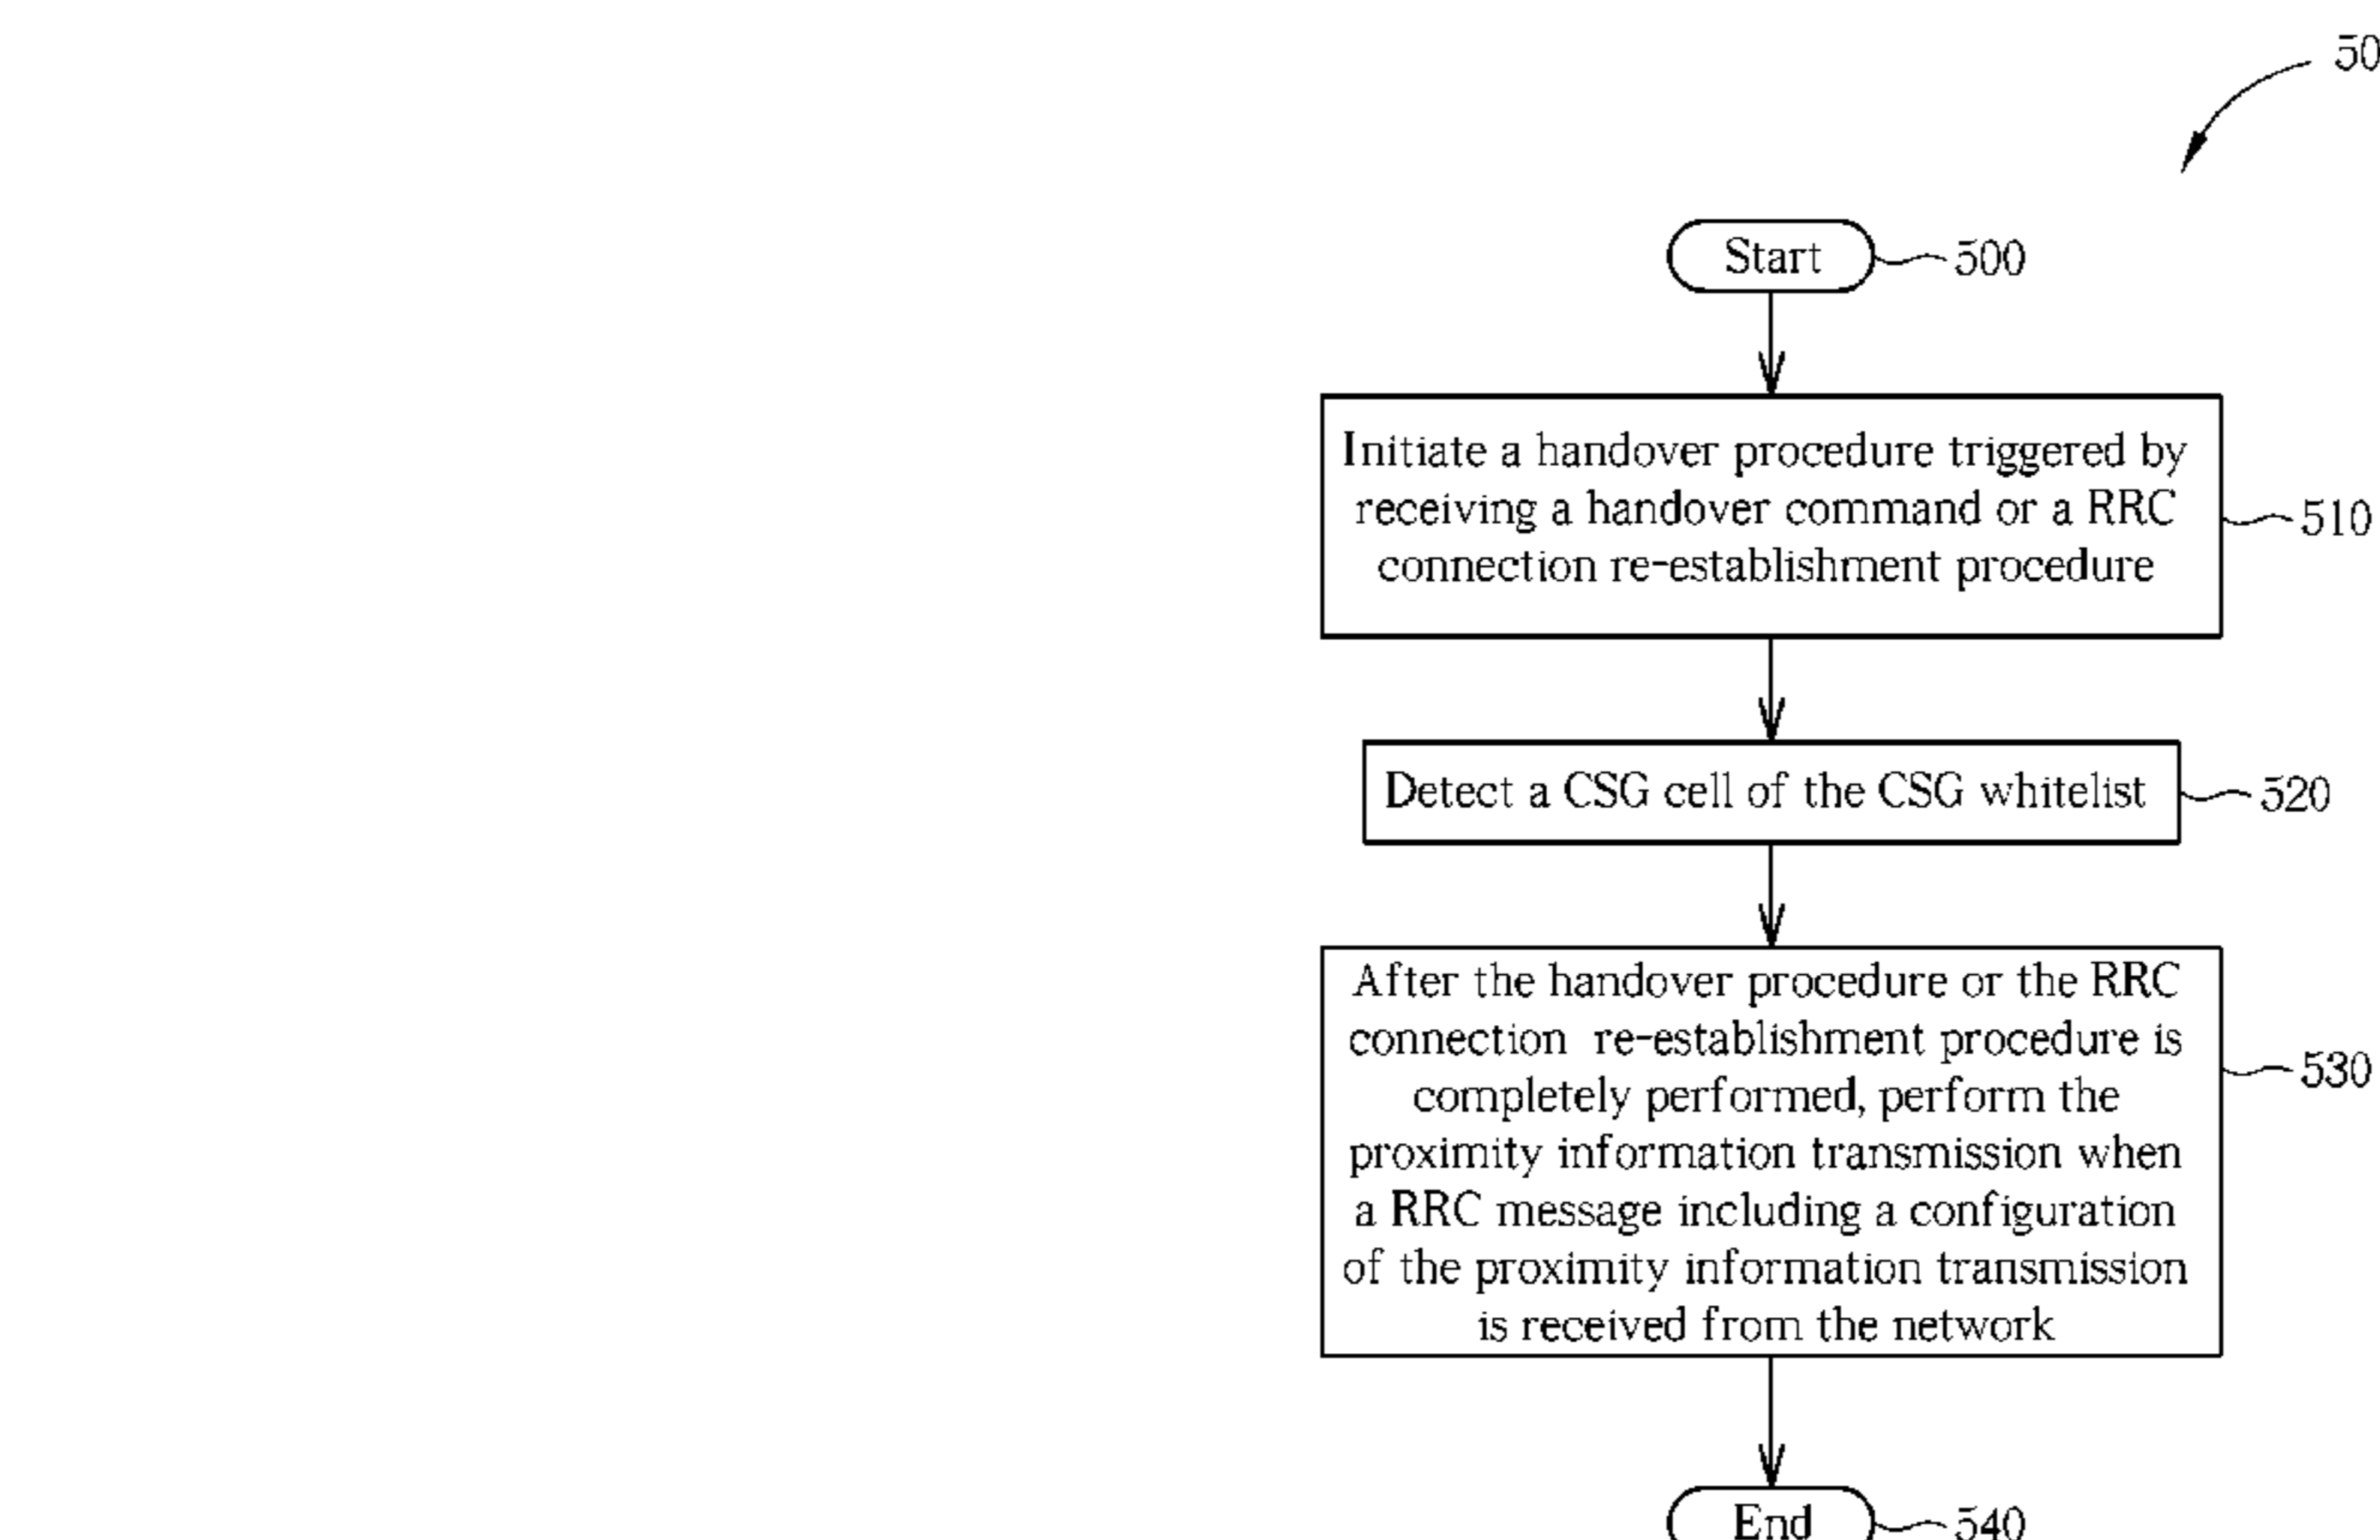 50
Start
500
Initiate a handover procedure triggered by
receiving a handover command or a RRC
connection re-establishment procedure
510
Detect a CSG cell of the CSG whitelist
520
After the handover procedure or the RRC
connection re-establishment procedure is
completely performed, perform the
proximity information transmission when
a RRC message including a configuration
of the proximity information transmission
is received from the network
530
End
540